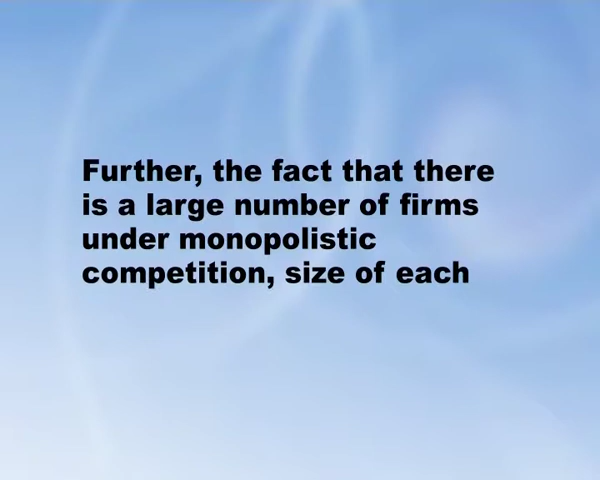 Further, the fact that there
is a large number of firms
under monopolistic
competition, size of each